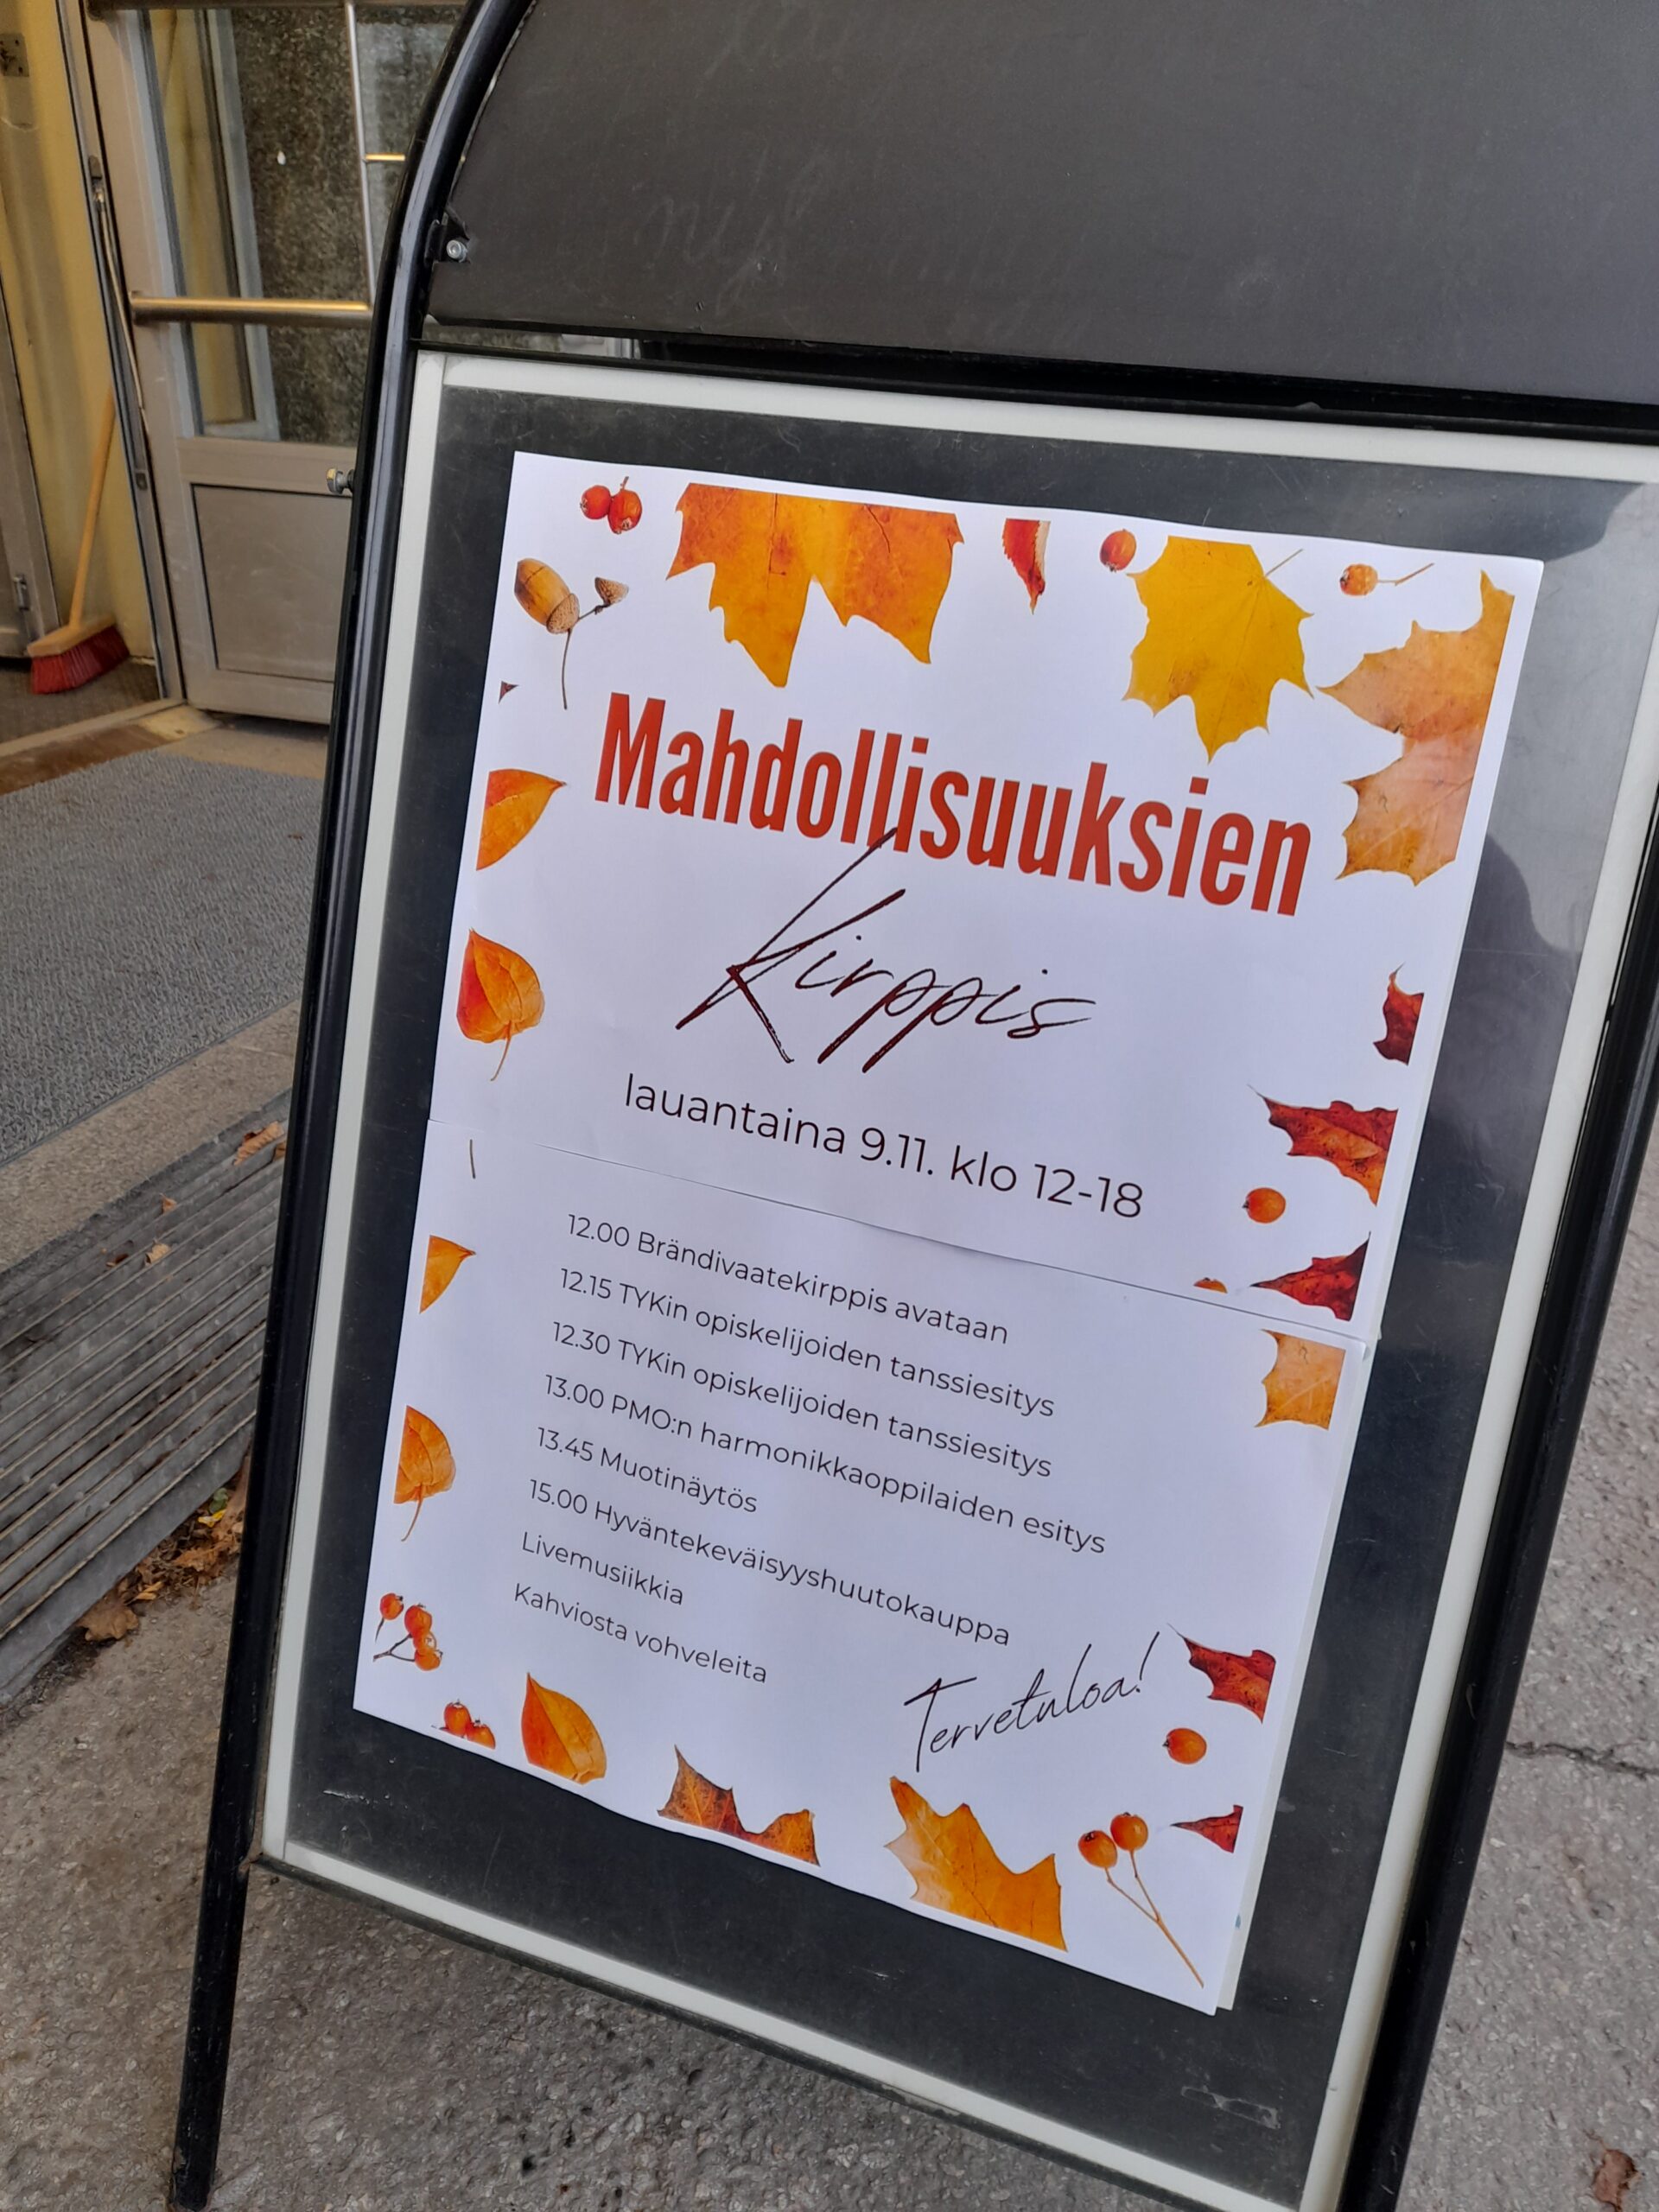 Mahdollisuuksien
Kirppis
lauantaina 9.11. klo 12-18
12.00 Brändivaatekirppis avataan
12.15 TYKin opiskelijoiden tanssiesitys
12.30 TYKin opiskelijoiden tanssiesitys
13.00 PMO:n harmonikkaoppilaiden esitys
13.45 Muotinäytös
15.00 Hyväntekeväisyyshuutokauppa
Livemusiikkia
Kahviosta vohveleita
Tervetuloa!